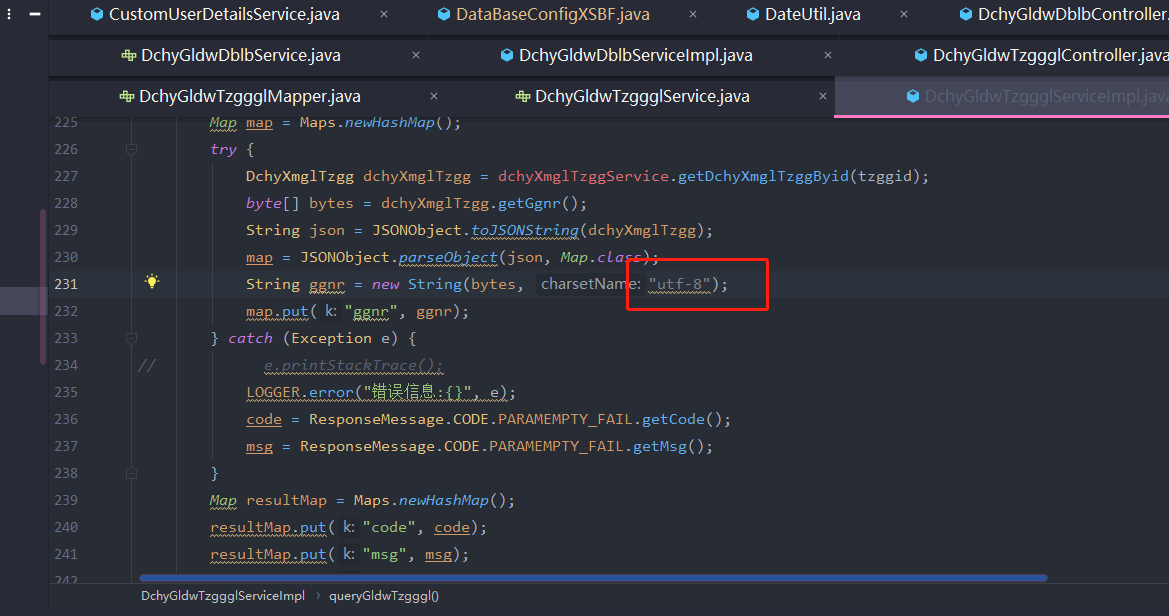 CustomUserDetailsService.java × DataBaseConfigXSBF.java × DateUtil.java × DchyGldwDblbController.
DchyGldwDblbService.java × DchyGldwDblbServiceImpl.java × DchyGldwTzggglController.java
DchyGldwTzggglMapper.java × DchyGldwTzggglService.java × DchyGldwTzggglServiceImpl.java
225 Map map = Maps.newHashMap();
226 try {
227 DchyXmglTzgg dchyXmglTzgg = dchyXmglTzggService.getDchyXmglTzggByid(tzggid);
228 byte[] bytes = dchyXmglTzgg.getGgnr();
229 String json = JSONObject.toJSONString(dchyXmglTzgg);
230 map = JSONObject.parseObject(json, Map.class);
231 String ggnr = new String(bytes, charsetName: "utf-8");
232 map.put( k: "ggnr", ggnr);
233 } catch (Exception e) {
234 // e.printStackTrace();
235 LOGGER.error("错误信息:{}", e);
236 code = ResponseMessage.CODE.PARAMEMPTY_FAIL.getCode();
237 msg = ResponseMessage.CODE.PARAMEMPTY_FAIL.getMsg();
238 }
239 Map resultMap = Maps.newHashMap();
240 resultMap.put( k: "code", code);
241 resultMap.put( k: "msg", msg);
242
DchyGldwTzggglServiceImpl › queryGldwTzgggl()